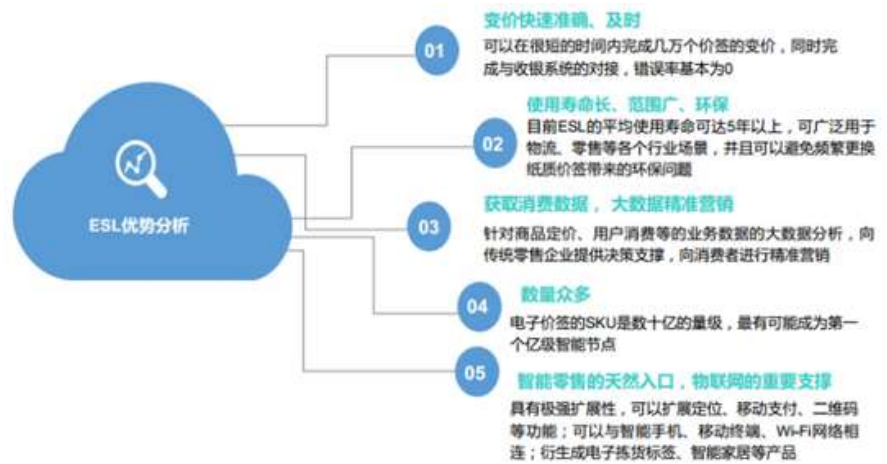 ESL优势分析
01
变价快速准确、及时
可以在很短的时间内完成几万个价签的变价，同时完
成与收银系统的对接，错误率基本为0
02
使用寿命长、范围广、环保
目前ESL的平均使用寿命可达5年以上，可广泛用于
物流、零售等各个行业场景，并且可以避免频繁更换
纸质价签带来的环保问题
03
获取消费数据，大数据精准营销
针对商品定价、用户消费等的业务数据的大数据分析，向
传统零售企业提供决策支撑，向消费者进行精准营销
04
数量众多
电子价签的SKU是数十亿的量级，最有可能成为第一
个亿级智能节点
05
智能零售的天然入口，物联网的重要支撑
具有极强扩展性，可以扩展定位、移动支付、二维码
等功能；可以与智能手机、移动终端、Wi-Fi网络相
连；衍生成电子拣货标签、智能家居等产品